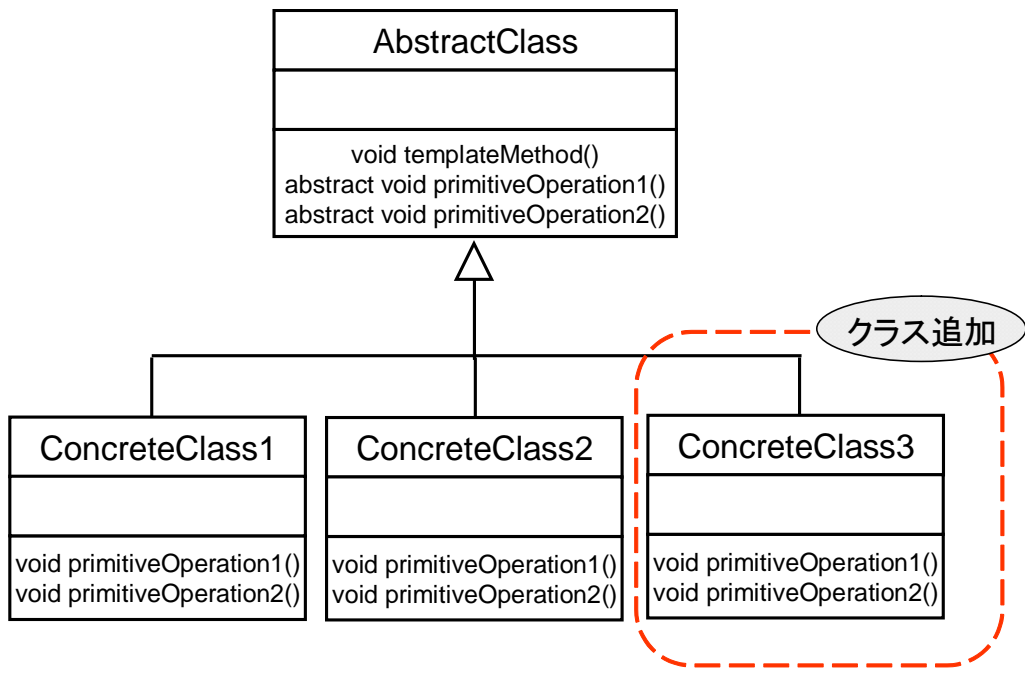 AbstractClass
void templateMethod()
abstract void primitiveOperation1()
abstract void primitiveOperation2()
クラス追加
ConcreteClass1
void primitiveOperation1()
void primitiveOperation2()
ConcreteClass2
void primitiveOperation1()
void primitiveOperation2()
ConcreteClass3
void primitiveOperation1()
void primitiveOperation2()